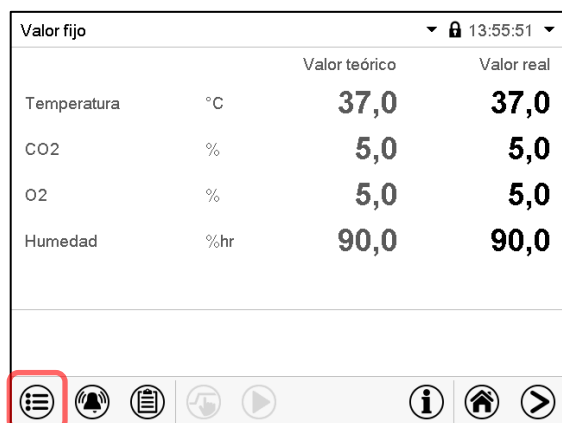 Valor fijo 13:55:51
Valor teórico Valor real
Temperatura °C 37,0 37,0
CO2 % 5,0 5,0
O2 % 5,0 5,0
Humedad %hr 90,0 90,0